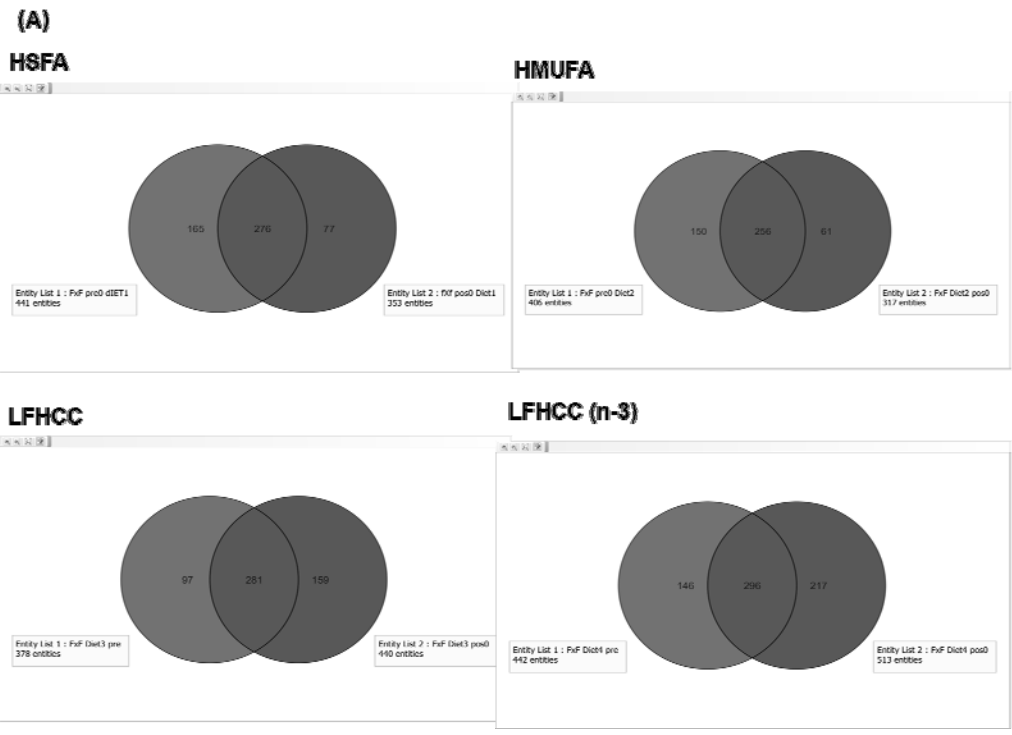 (A)
HSFA
HMUFA
165
276
77
Entity List 1 : FxF pre0 dIET1
441 entities
Entity List 2 : fXf pos0 Diet1
353 entities
150
256
61
Entity List 1 : FxF pre0 Diet2
406 entities
Entity List 2 : FxF Diet2 pos0
317 entities
LFHCC
LFHCC (n-3)
97
281
159
Entity List 1 : FxF Diet3 pre
378 entities
Entity List 2 : FxF Diet3 pos0
440 entities
146
296
217
Entity List 1 : FxF Diet4 pre
442 entities
Entity List 2 : FxF Diet4 pos0
513 entities